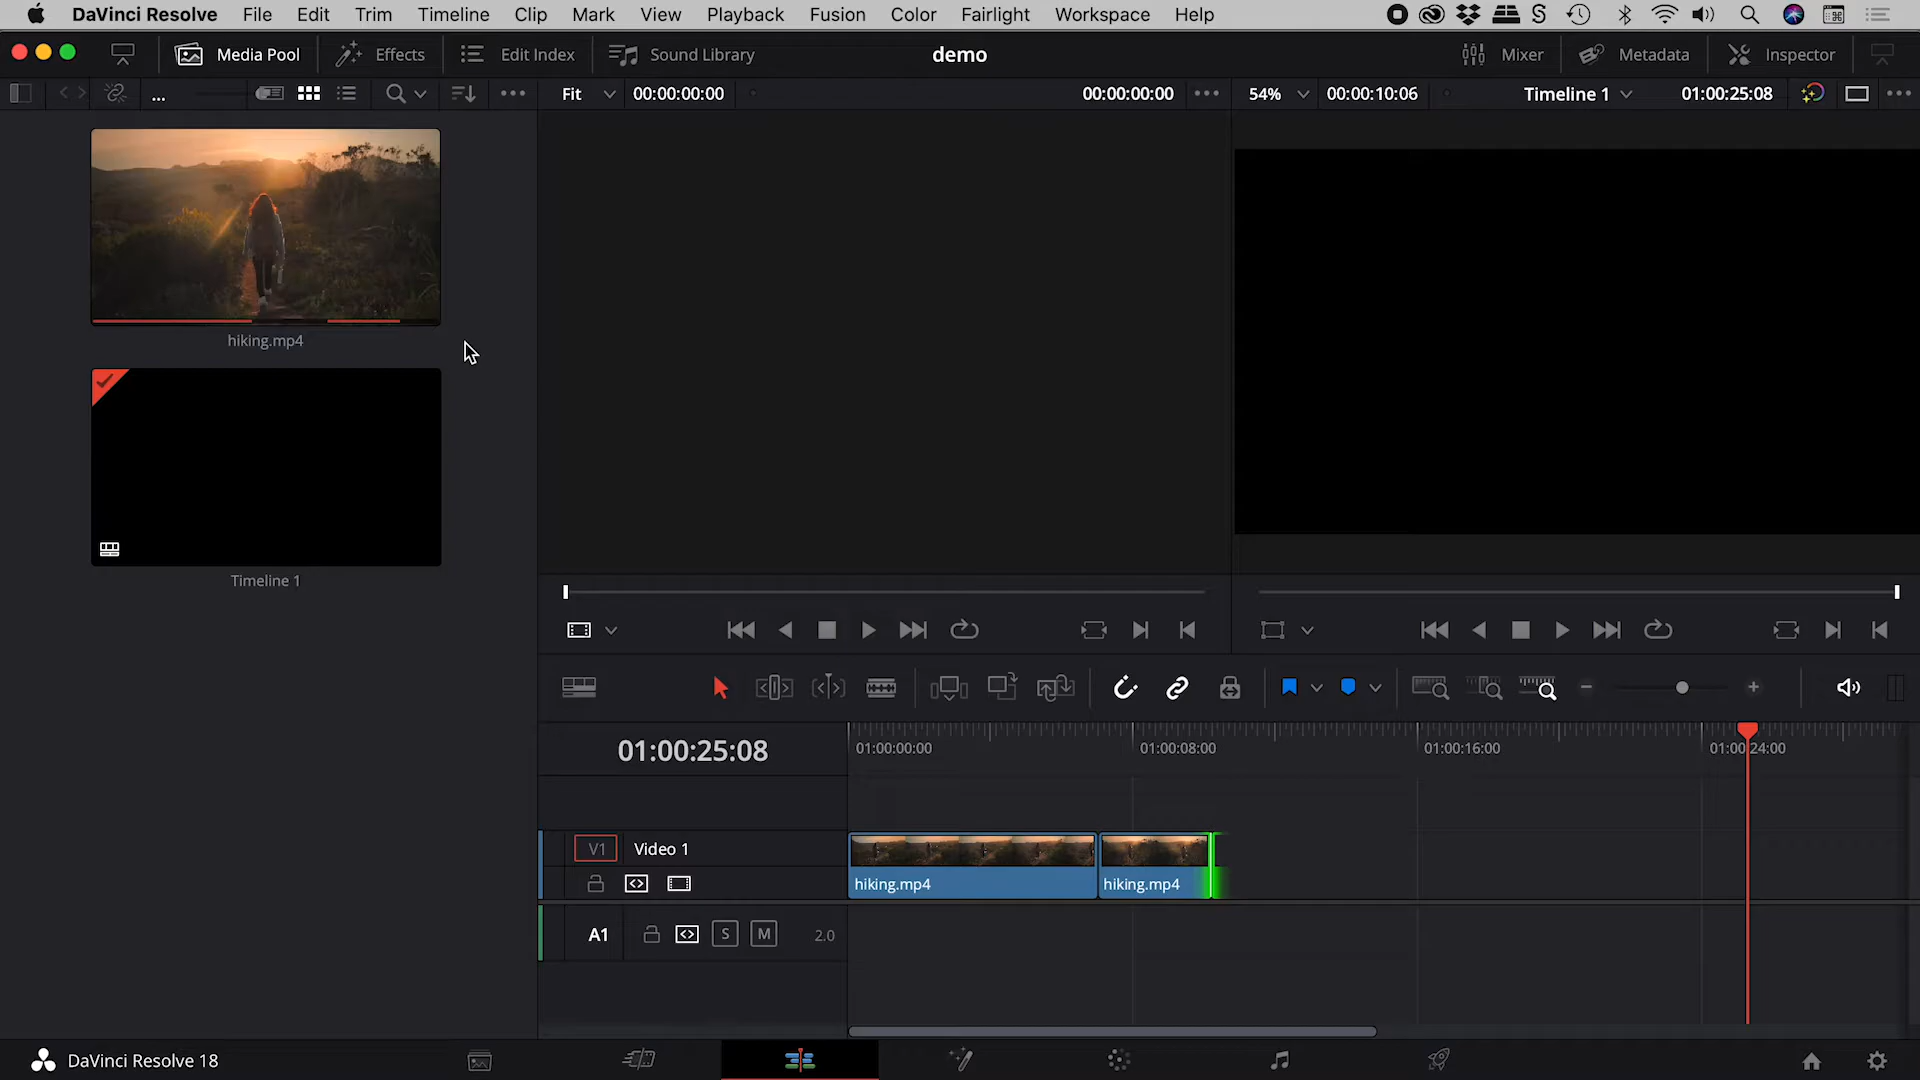 DaVinci Resolve File Edit Trim Timeline Clip Mark View Playback Fusion Color Fairlight Workspace Help
Media Pool Effects Edit Index Sound Library demo Mixer Metadata Inspector
... Fit 00:00:00:00 00:00:00:00 54% 00:00:10:06 Timeline 1 01:00:25:08
hiking.mp4
Timeline 1
01:00:25:08
01:00:00:00 01:00:08:00 01:00:16:00 01:00:24:00
V1 Video 1
hiking.mp4 hiking.mp4
A1 S M 2.0
DaVinci Resolve 18